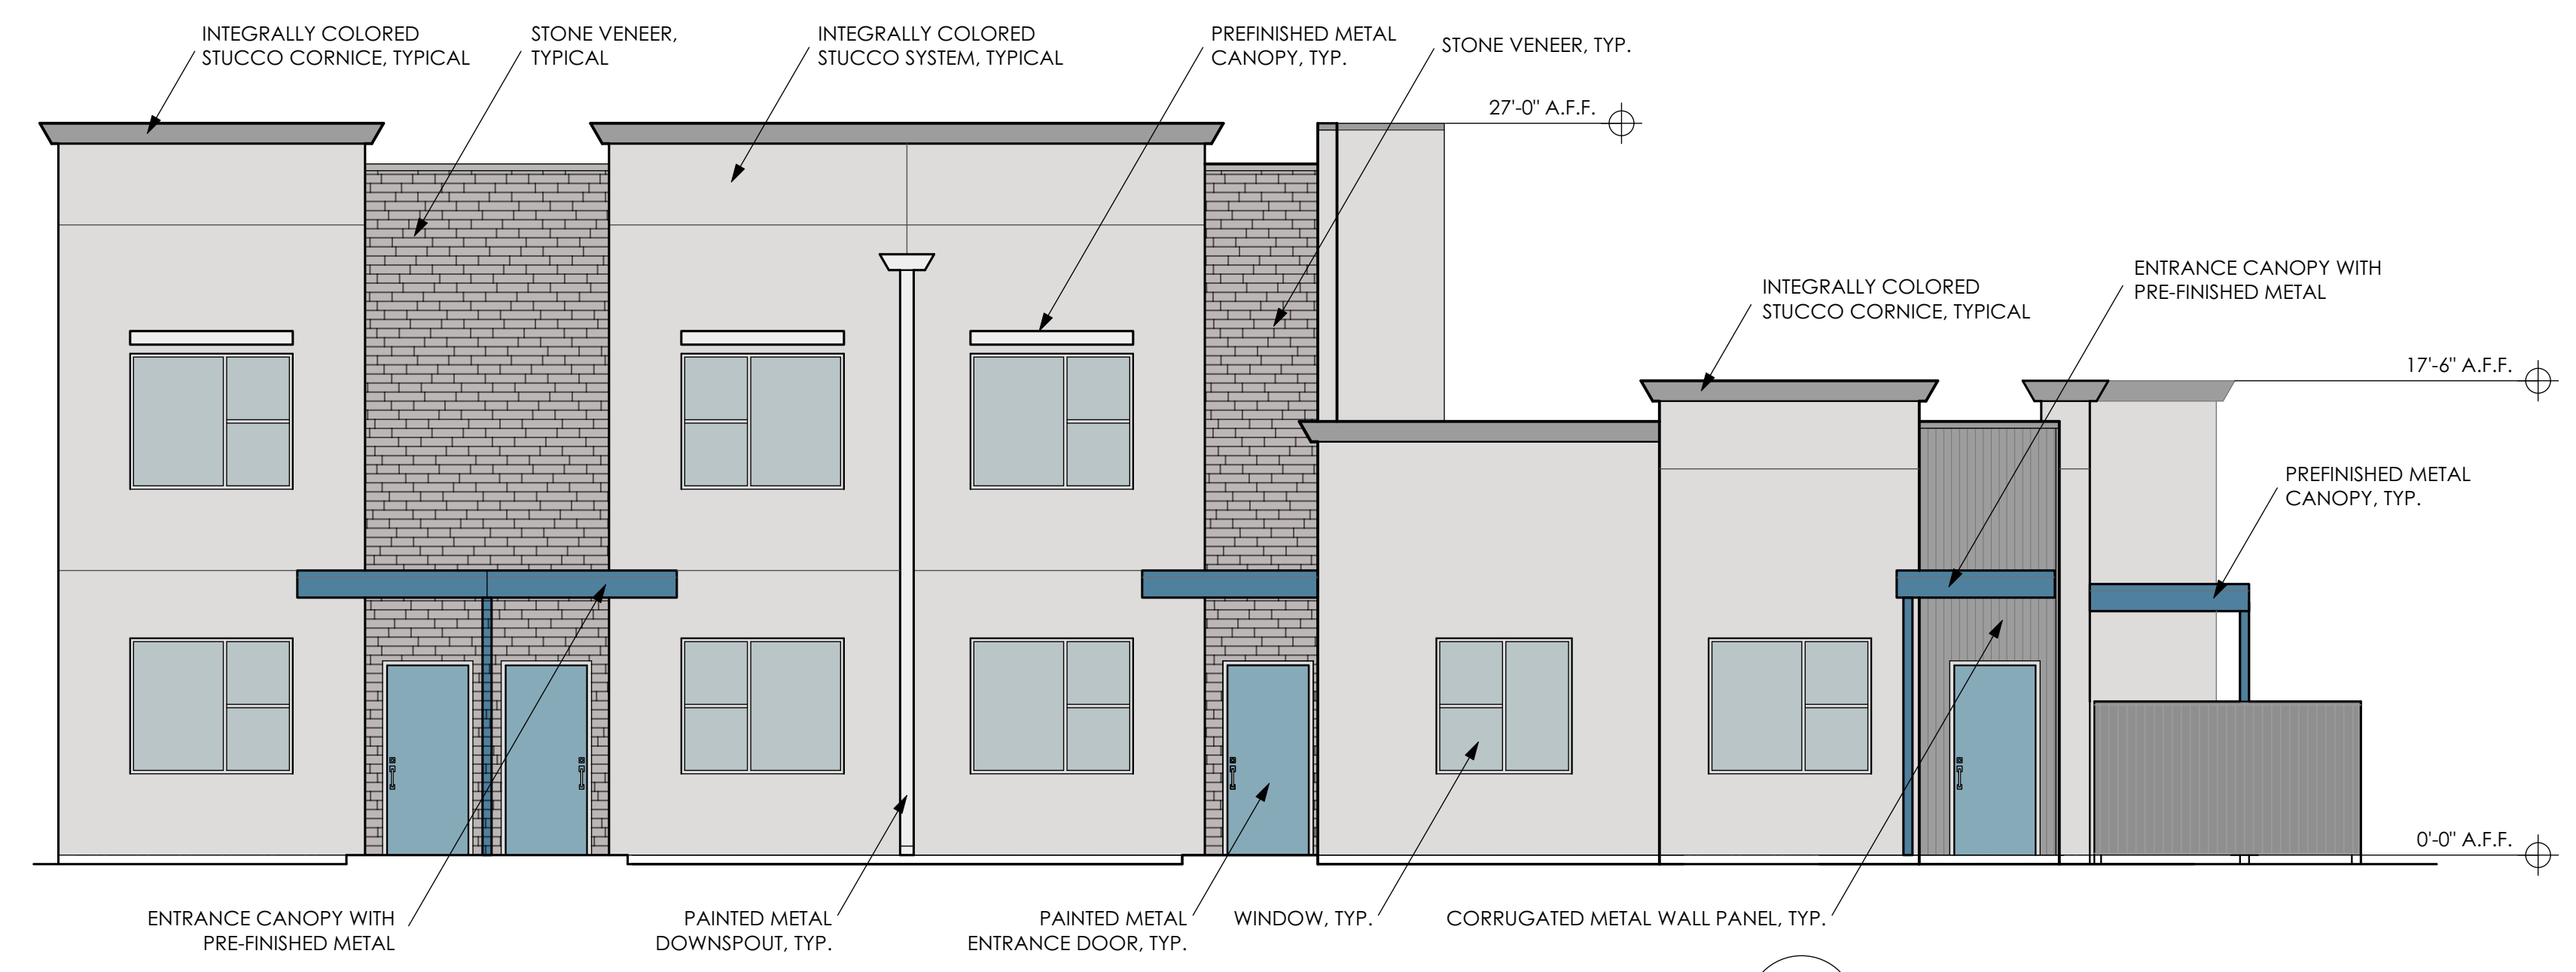 INTEGRALLY COLORED
STUCCO CORNICE, TYPICAL
STONE VENEER,
TYPICAL
INTEGRALLY COLORED
STUCCO SYSTEM, TYPICAL
PREFINISHED METAL
CANOPY, TYP.
STONE VENEER, TYP.
27'-0" A.F.F.
ENTRANCE CANOPY WITH
PRE-FINISHED METAL
INTEGRALLY COLORED
STUCCO CORNICE, TYPICAL
17'-6" A.F.F.
PREFINISHED METAL
CANOPY, TYP.
0'-0" A.F.F.
ENTRANCE CANOPY WITH
PRE-FINISHED METAL
PAINTED METAL
DOWNSPOUT, TYP.
PAINTED METAL
ENTRANCE DOOR, TYP.
WINDOW, TYP.
CORRUGATED METAL WALL PANEL, TYP.